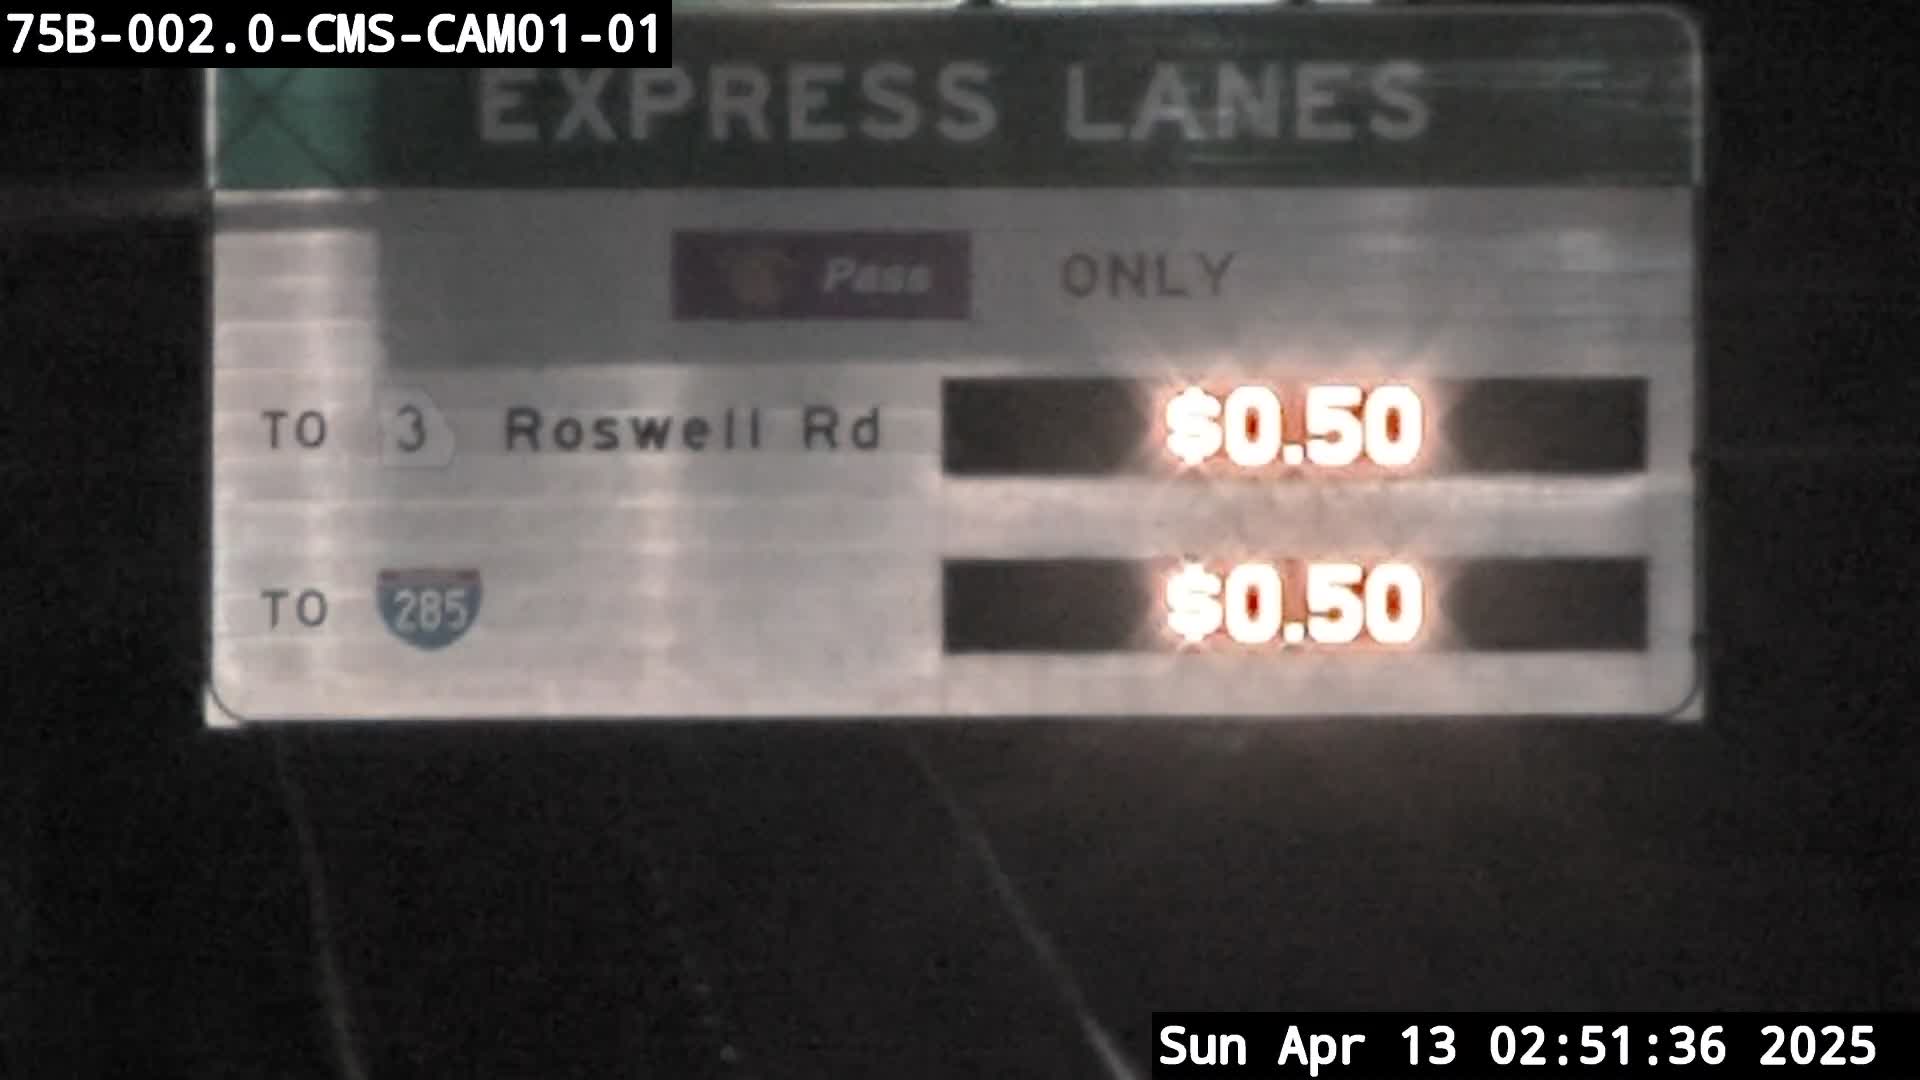 75B-002.0-CMS-CAM01-01
EXPRESS LANES
Pass ONLY
TO 3 Roswell Rd $0.50
TO 285 $0.50
Sun Apr 13 02:51:36 2025